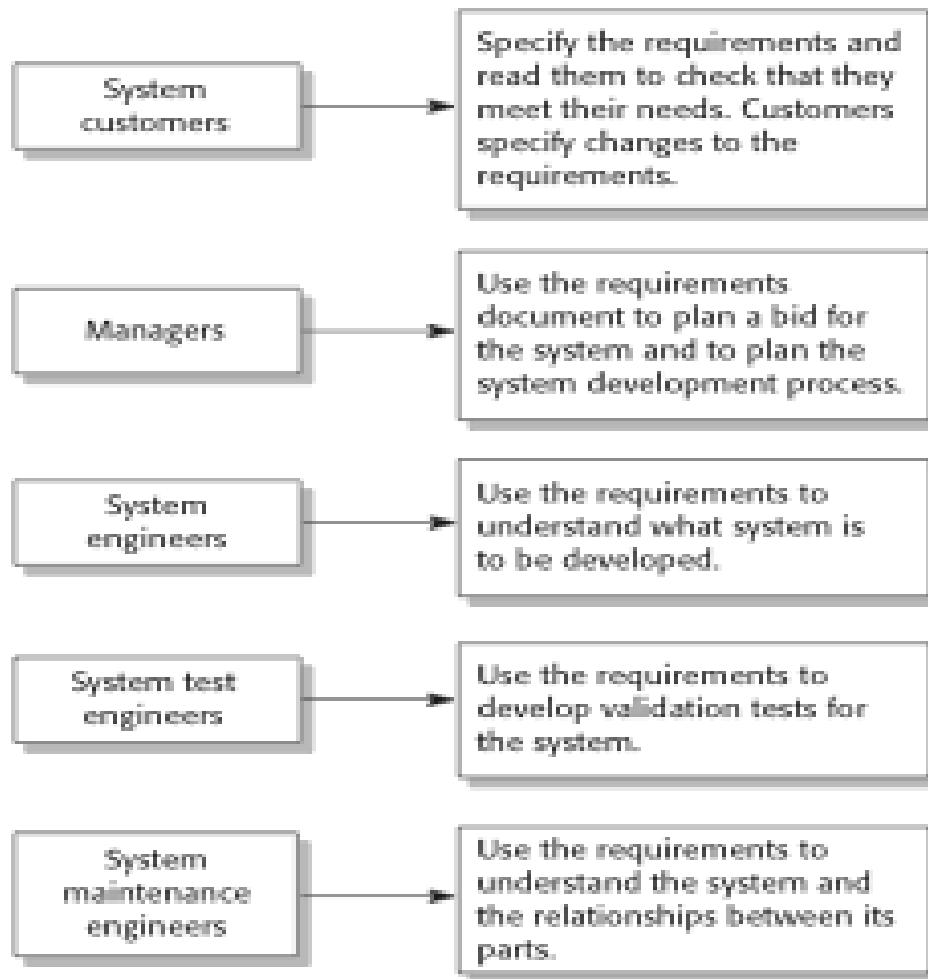 System
customers
Specify the requirements and
read them to check that they
meet their needs. Customers
specify changes to the
requirements.
Managers
Use the requirements
document to plan a bid for
the system and to plan the
system development process.
System
engineers
Use the requirements to
understand what system is
to be developed.
System test
engineers
Use the requirements to
develop validation tests for
the system.
System
maintenance
engineers
Use the requirements to
understand the system and
the relationships between its
parts.